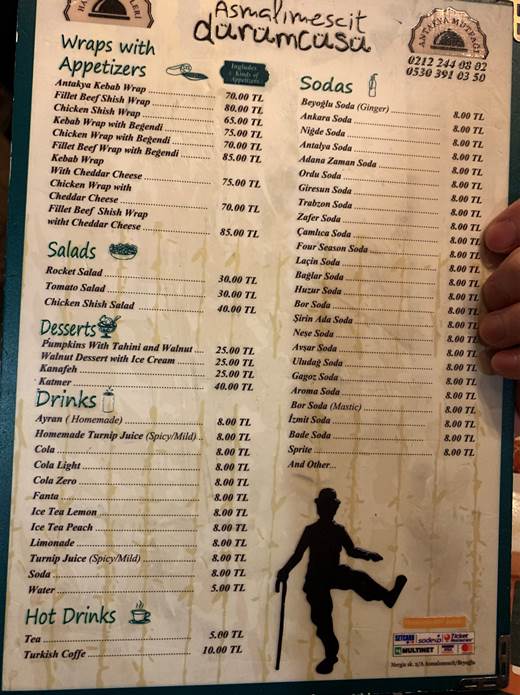 Asmalımescit
dürümcüsü
ANTAKYA MUTFAĞI
0212 244 08 02
0530 391 03 50
Wraps with
Appetizers
Includes
Kinds of
Appetizers
Antakya Kebab Wrap 70.00 TL
Fillet Beef Shish Wrap 80.00 TL
Chicken Shish Wrap 65.00 TL
Kebab Wrap with Beğendi 75.00 TL
Chicken Wrap with Beğendi 70.00 TL
Fillet Beef Wrap with Beğendi 85.00 TL
Kebab Wrap
With Cheddar Cheese 75.00 TL
Chicken Wrap with
Cheddar Cheese 70.00 TL
Fillet Beef Shish Wrap
witht Cheddar Cheese 85.00 TL
Salads
Rocket Salad 30.00 TL
Tomato Salad 30.00 TL
Chicken Shish Salad 40.00 TL
Desserts
Pumpkins With Tahini and Walnut 25.00 TL
Walnut Dessert with Ice Cream 25.00 TL
Kanafeh 25.00 TL
Katmer 40.00 TL
Drinks
Ayran ( Homemade) 8.00 TL
Homemade Turnip Juice (Spicy/Mild) 8.00 TL
Cola 8.00 TL
Cola Light 8.00 TL
Cola Zero 8.00 TL
Fanta 8.00 TL
Ice Tea Lemon 8.00 TL
Ice Tea Peach 8.00 TL
Limonade 8.00 TL
Turnip Juice (Spicy/Mild) 8.00 TL
Soda 8.00 TL
Water 5.00 TL
Hot Drinks
Tea 5.00 TL
Turkish Coffe 10.00 TL
Sodas
Beyoğlu Soda (Ginger) 8.00 TL
Ankara Soda 8.00 TL
Niğde Soda 8.00 TL
Antalya Soda 8.00 TL
Adana Zaman Soda 8.00 TL
Ordu Soda 8.00 TL
Giresun Soda 8.00 TL
Trabzon Soda 8.00 TL
Zafer Soda 8.00 TL
Çamlıca Soda 8.00 TL
Four Season Soda 8.00 TL
Laçin Soda 8.00 TL
Bağlar Soda 8.00 TL
Huzur Soda 8.00 TL
Bor Soda 8.00 TL
Şirin Ada Soda 8.00 TL
Neşe Soda 8.00 TL
Avşar Soda 8.00 TL
Uludağ Soda 8.00 TL
Gagoz Soda 8.00 TL
Aroma Soda 8.00 TL
Bor Soda (Mastic) 8.00 TL
İzmit Soda 8.00 TL
Bade Soda 8.00 TL
Sprite 8.00 TL
And Other...
SETCARD
sodexo
Ticket
Restaurant
MULTINET
Nergis sk. 2/A Asmalımescit/Beyoğlu